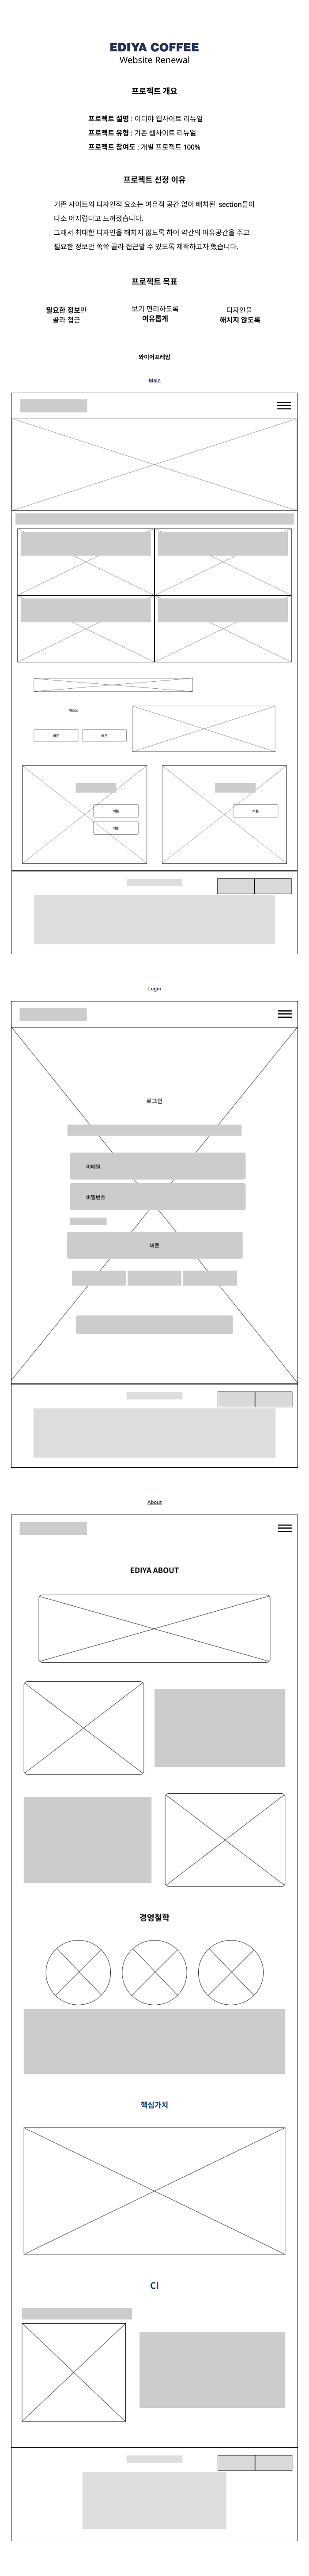 EDIYA COFFEE
Website Renewal
프로젝트 개요
프로젝트 설명 : 이디야 웹사이트 리뉴얼
프로젝트 유형 : 기존 웹사이트 리뉴얼
프로젝트 참여도 : 개별 프로젝트 100%
프로젝트 선정 이유
기존 사이트의 디자인적 요소는 여유적 공간 없이 배치된 section들이
다소 어지럽다고 느껴졌습니다.
그래서 최대한 디자인을 해치지 않도록 하여 약간의 여유공간을 주고
필요한 정보만 쏙쏙 골라 접근할 수 있도록 제작하고자 했습니다.
프로젝트 목표
필요한 정보만
골라 접근
보기 편리하도록
여유롭게
디자인을
해치지 않도록
와이어프레임
Main
텍스트
버튼
버튼
버튼
버튼
버튼
Login
로그인
이메일
비밀번호
버튼
About
EDIYA ABOUT
경영철학
핵심가치
CI